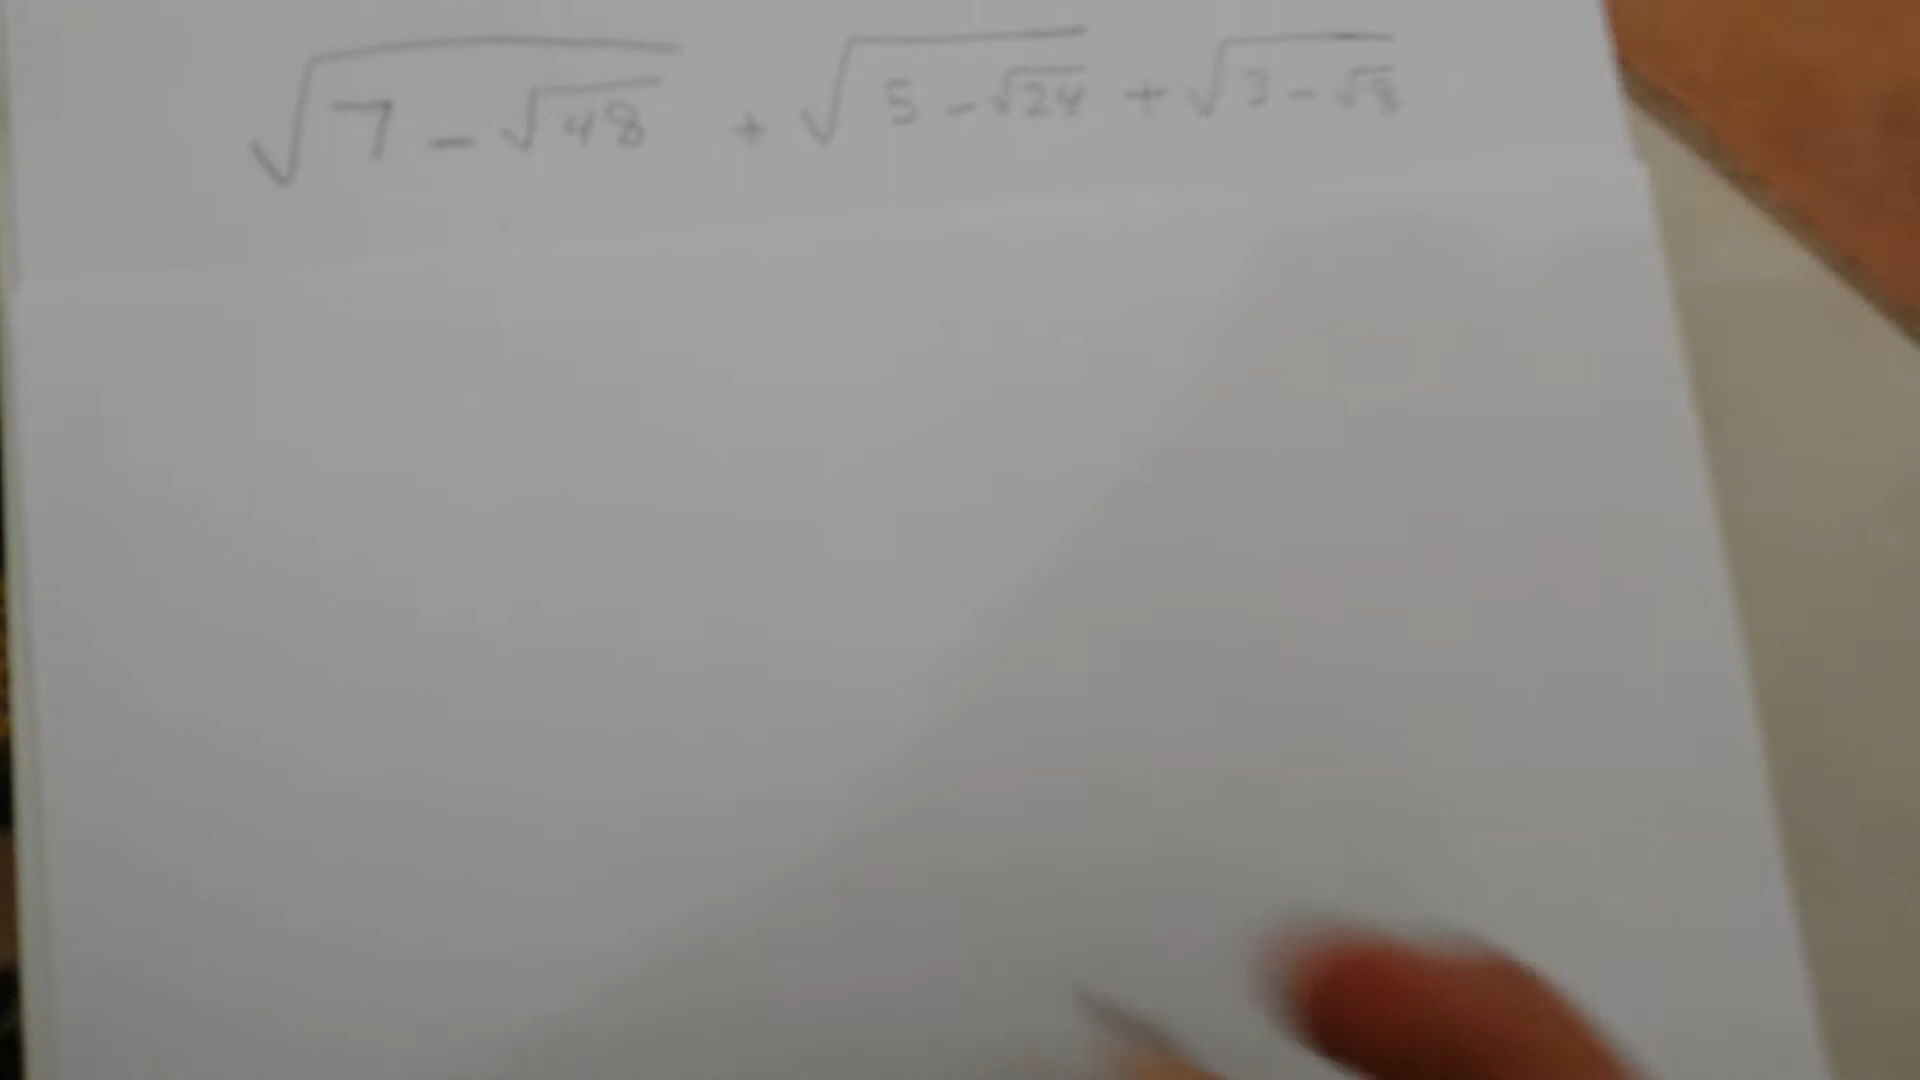 √(7 - √48) + √(5 - √24) + √(3 - √8)